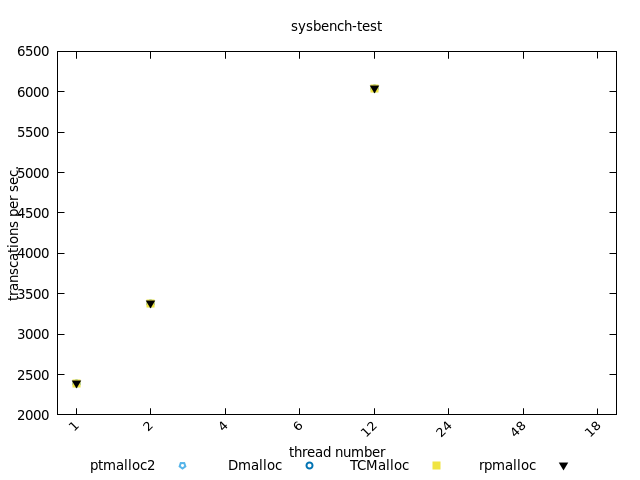 sysbench-test
6500
6000
5500
5000
4500
4000
3500
3000
2500
2000
transcations per sec.
1 2 4 6 12 24 48 18
thread number
ptmalloc2 Dmalloc TCMalloc rpmalloc